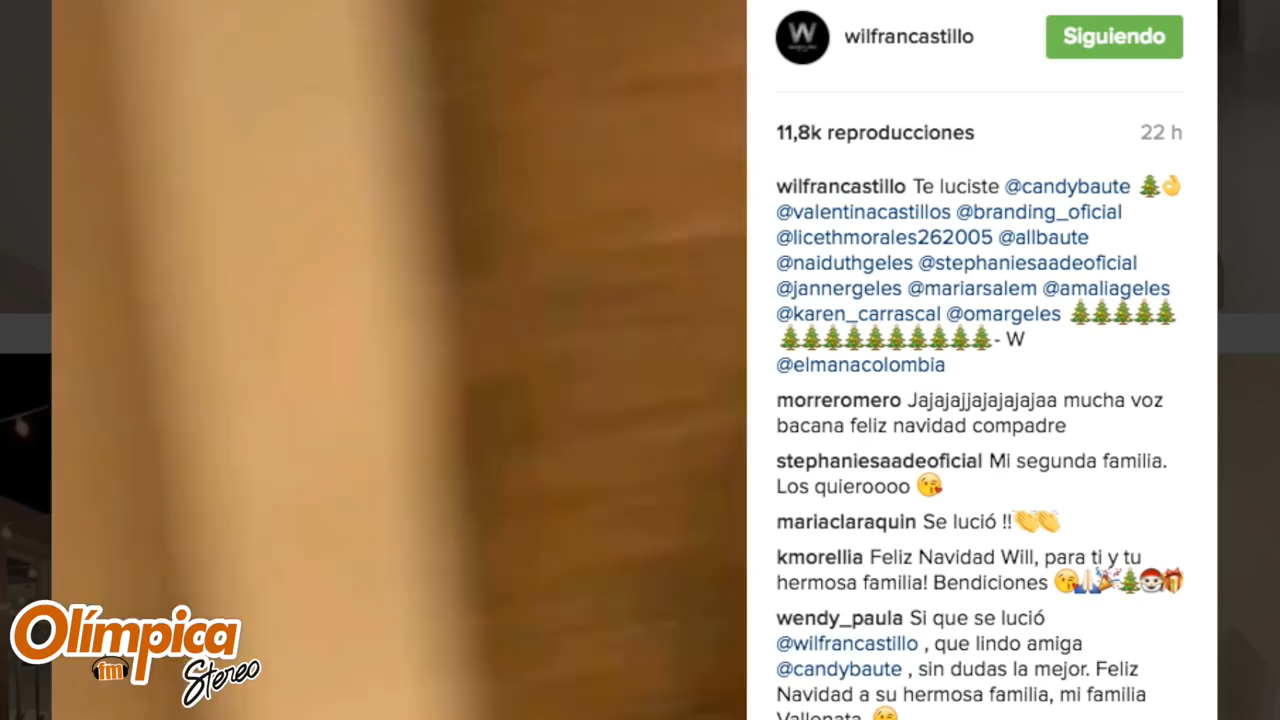 wilfrancastillo
Siguiendo
11,8k reproducciones
22 h
wilfrancastillo Te luciste @candybaute 🎄👌
@valentinacastillos @branding_oficial
@licethmorales262005 @allbaute
@naiduthgeles @stephaniesaadeoficial
@jannergeles @mariarsalem @amaliageles
@karen_carrascal @omargeles 🎄🎄🎄🎄🎄
🎄🎄🎄🎄🎄🎄🎄🎄🎄🎄- W
@elmanacolombia
morreromero Jajajajjajajajajaa mucha voz
bacana feliz navidad compadre
stephaniesaadeoficial Mi segunda familia.
Los quieroooo 😘
mariaclaraquin Se lució !!👏👏
kmorellia Feliz Navidad Will, para ti y tu
hermosa familia! Bendiciones 😘🙏🎉🎄🎅🎁
wendy_paula Si que se lució
@wilfrancastillo , que lindo amiga
@candybaute , sin dudas la mejor. Feliz
Navidad a su hermosa familia, mi familia
Vallenata. 😘
Olímpica
fm
Stereo